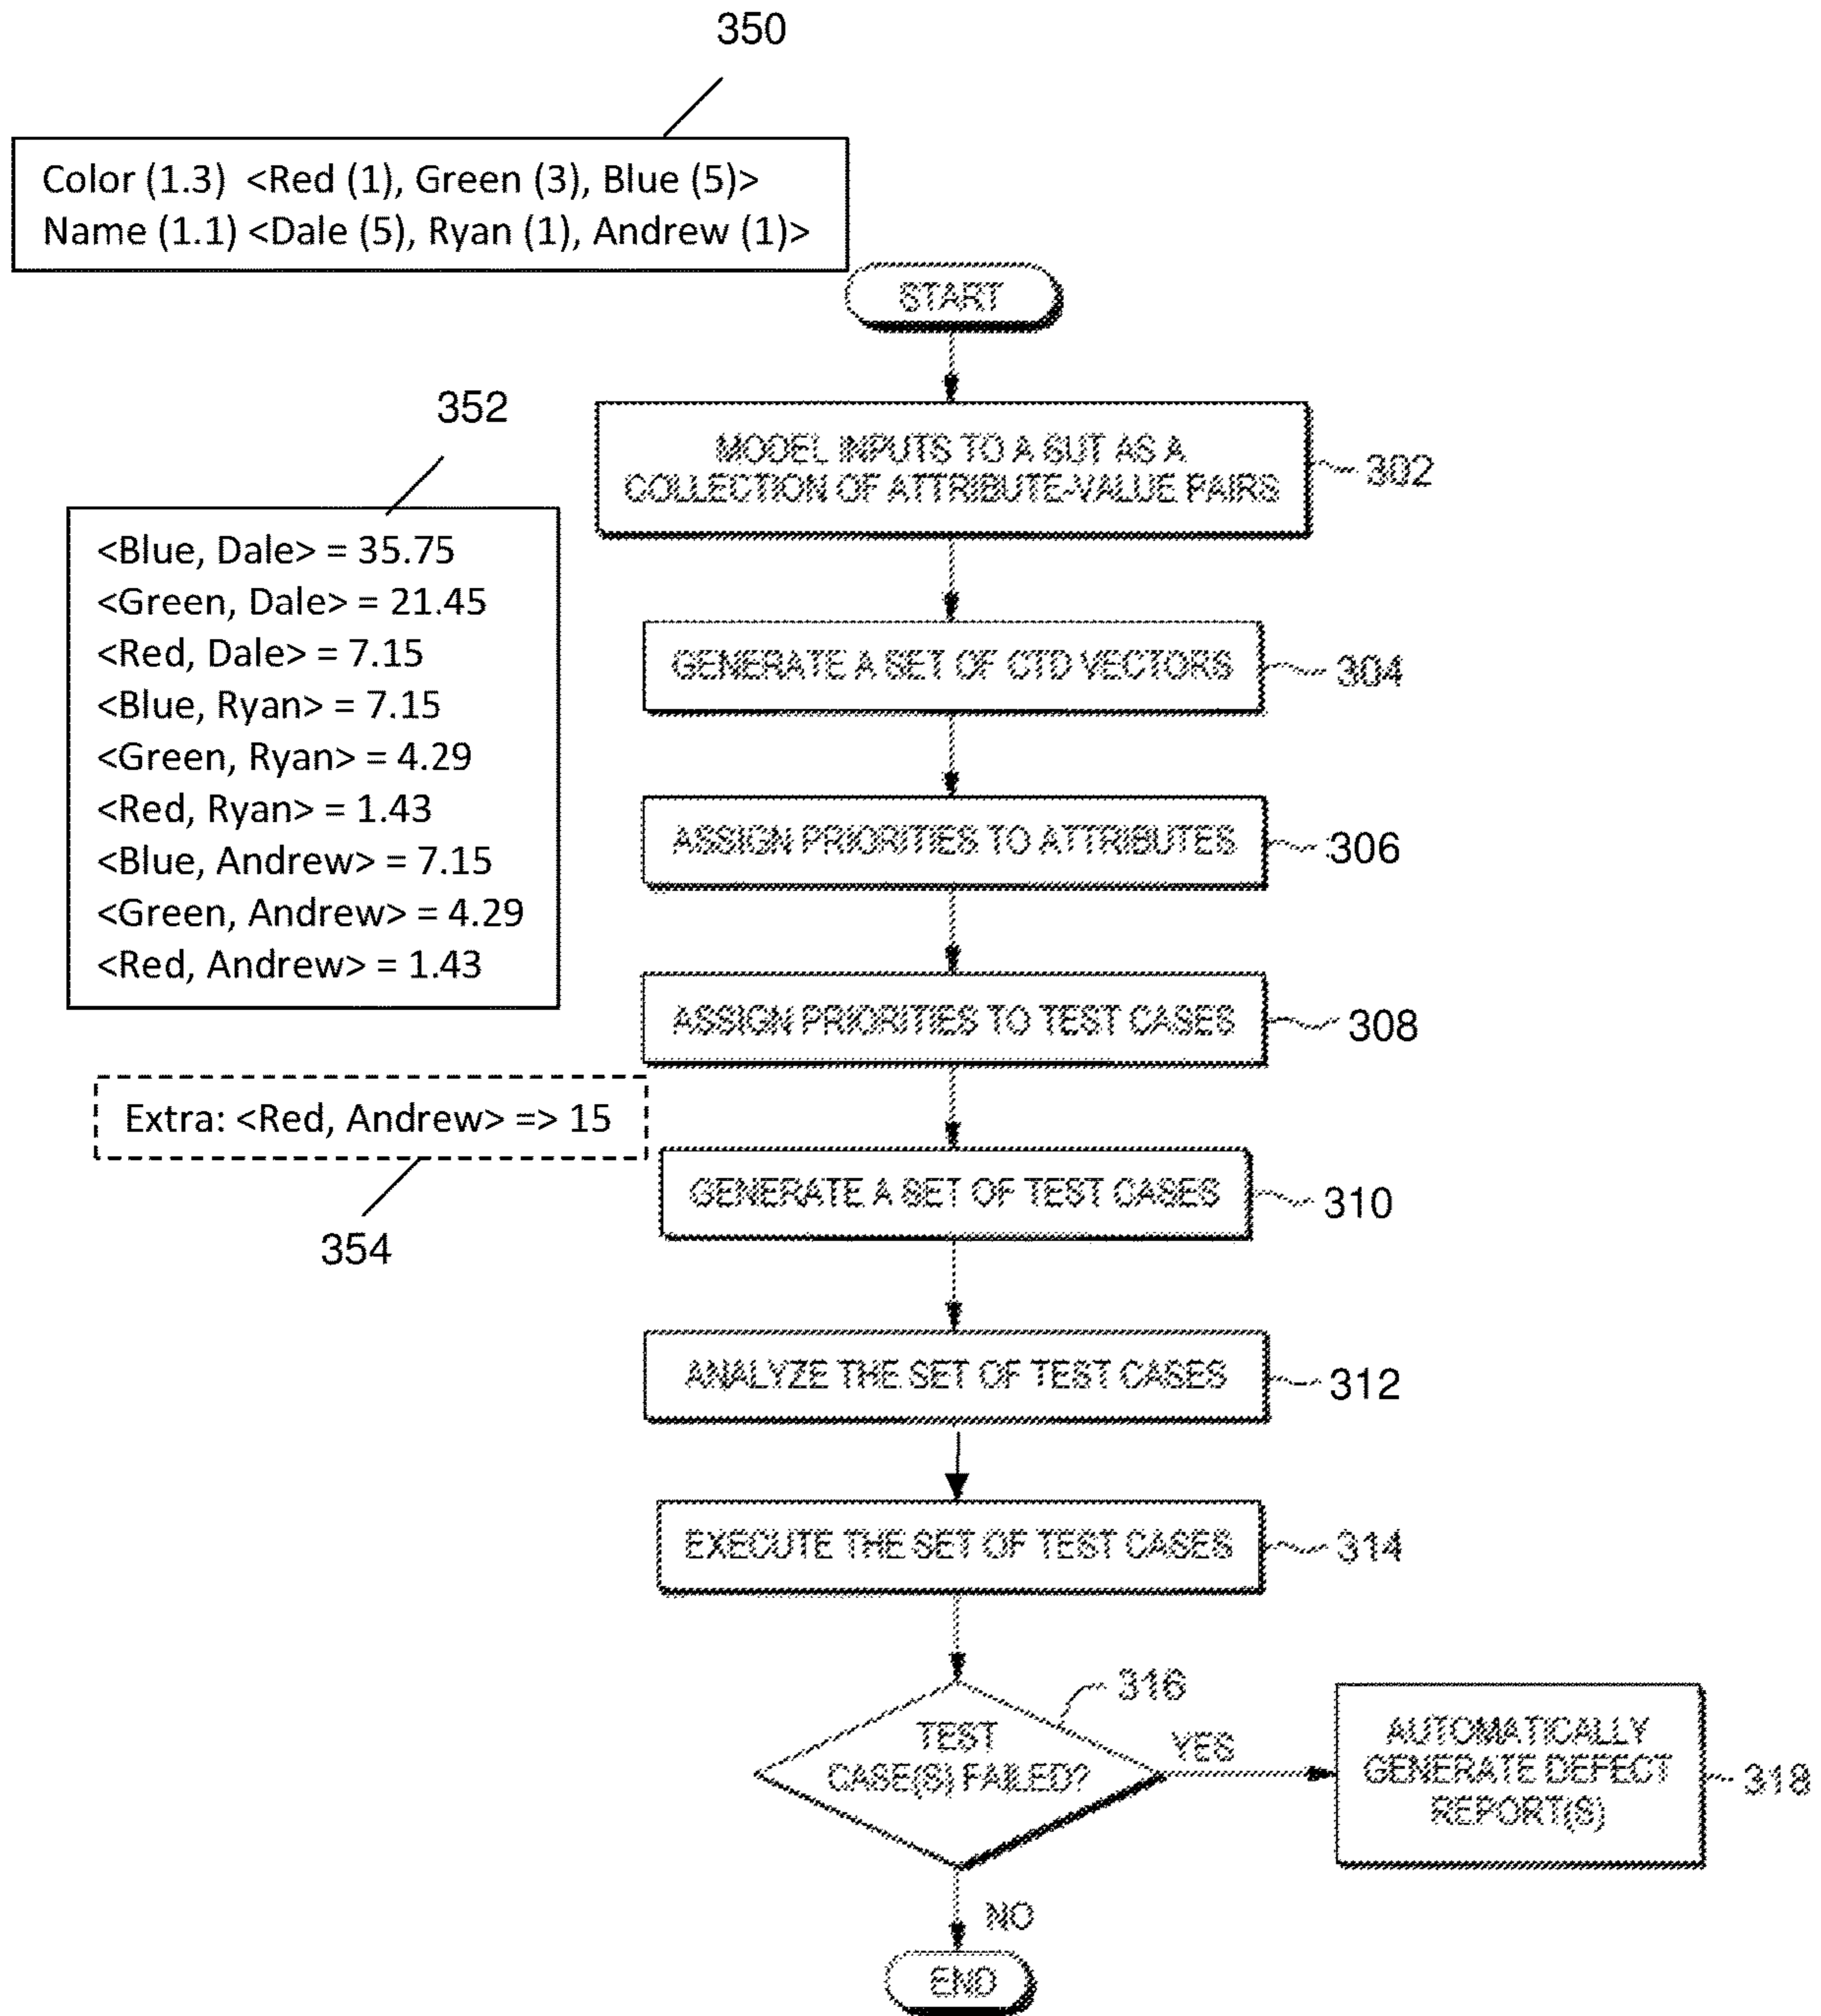 350
Color (1.3) <Red (1), Green (3), Blue (5)>
Name (1.1) <Dale (5), Ryan (1), Andrew (1)>
START
352
MODEL INPUTS TO A SUT AS A
COLLECTION OF ATTRIBUTE-VALUE PAIRS
302
<Blue, Dale> = 35.75
<Green, Dale> = 21.45
<Red, Dale> = 7.15
<Blue, Ryan> = 7.15
<Green, Ryan> = 4.29
<Red, Ryan> = 1.43
<Blue, Andrew> = 7.15
<Green, Andrew> = 4.29
<Red, Andrew> = 1.43
GENERATE A SET OF CTD VECTORS
304
ASSIGN PRIORITIES TO ATTRIBUTES
306
ASSIGN PRIORITIES TO TEST CASES
308
Extra: <Red, Andrew> => 15
354
GENERATE A SET OF TEST CASES
310
ANALYZE THE SET OF TEST CASES
312
EXECUTE THE SET OF TEST CASES
314
316
TEST
CASE(S) FAILED?
YES
AUTOMATICALLY
GENERATE DEFECT
REPORT(S)
318
NO
END